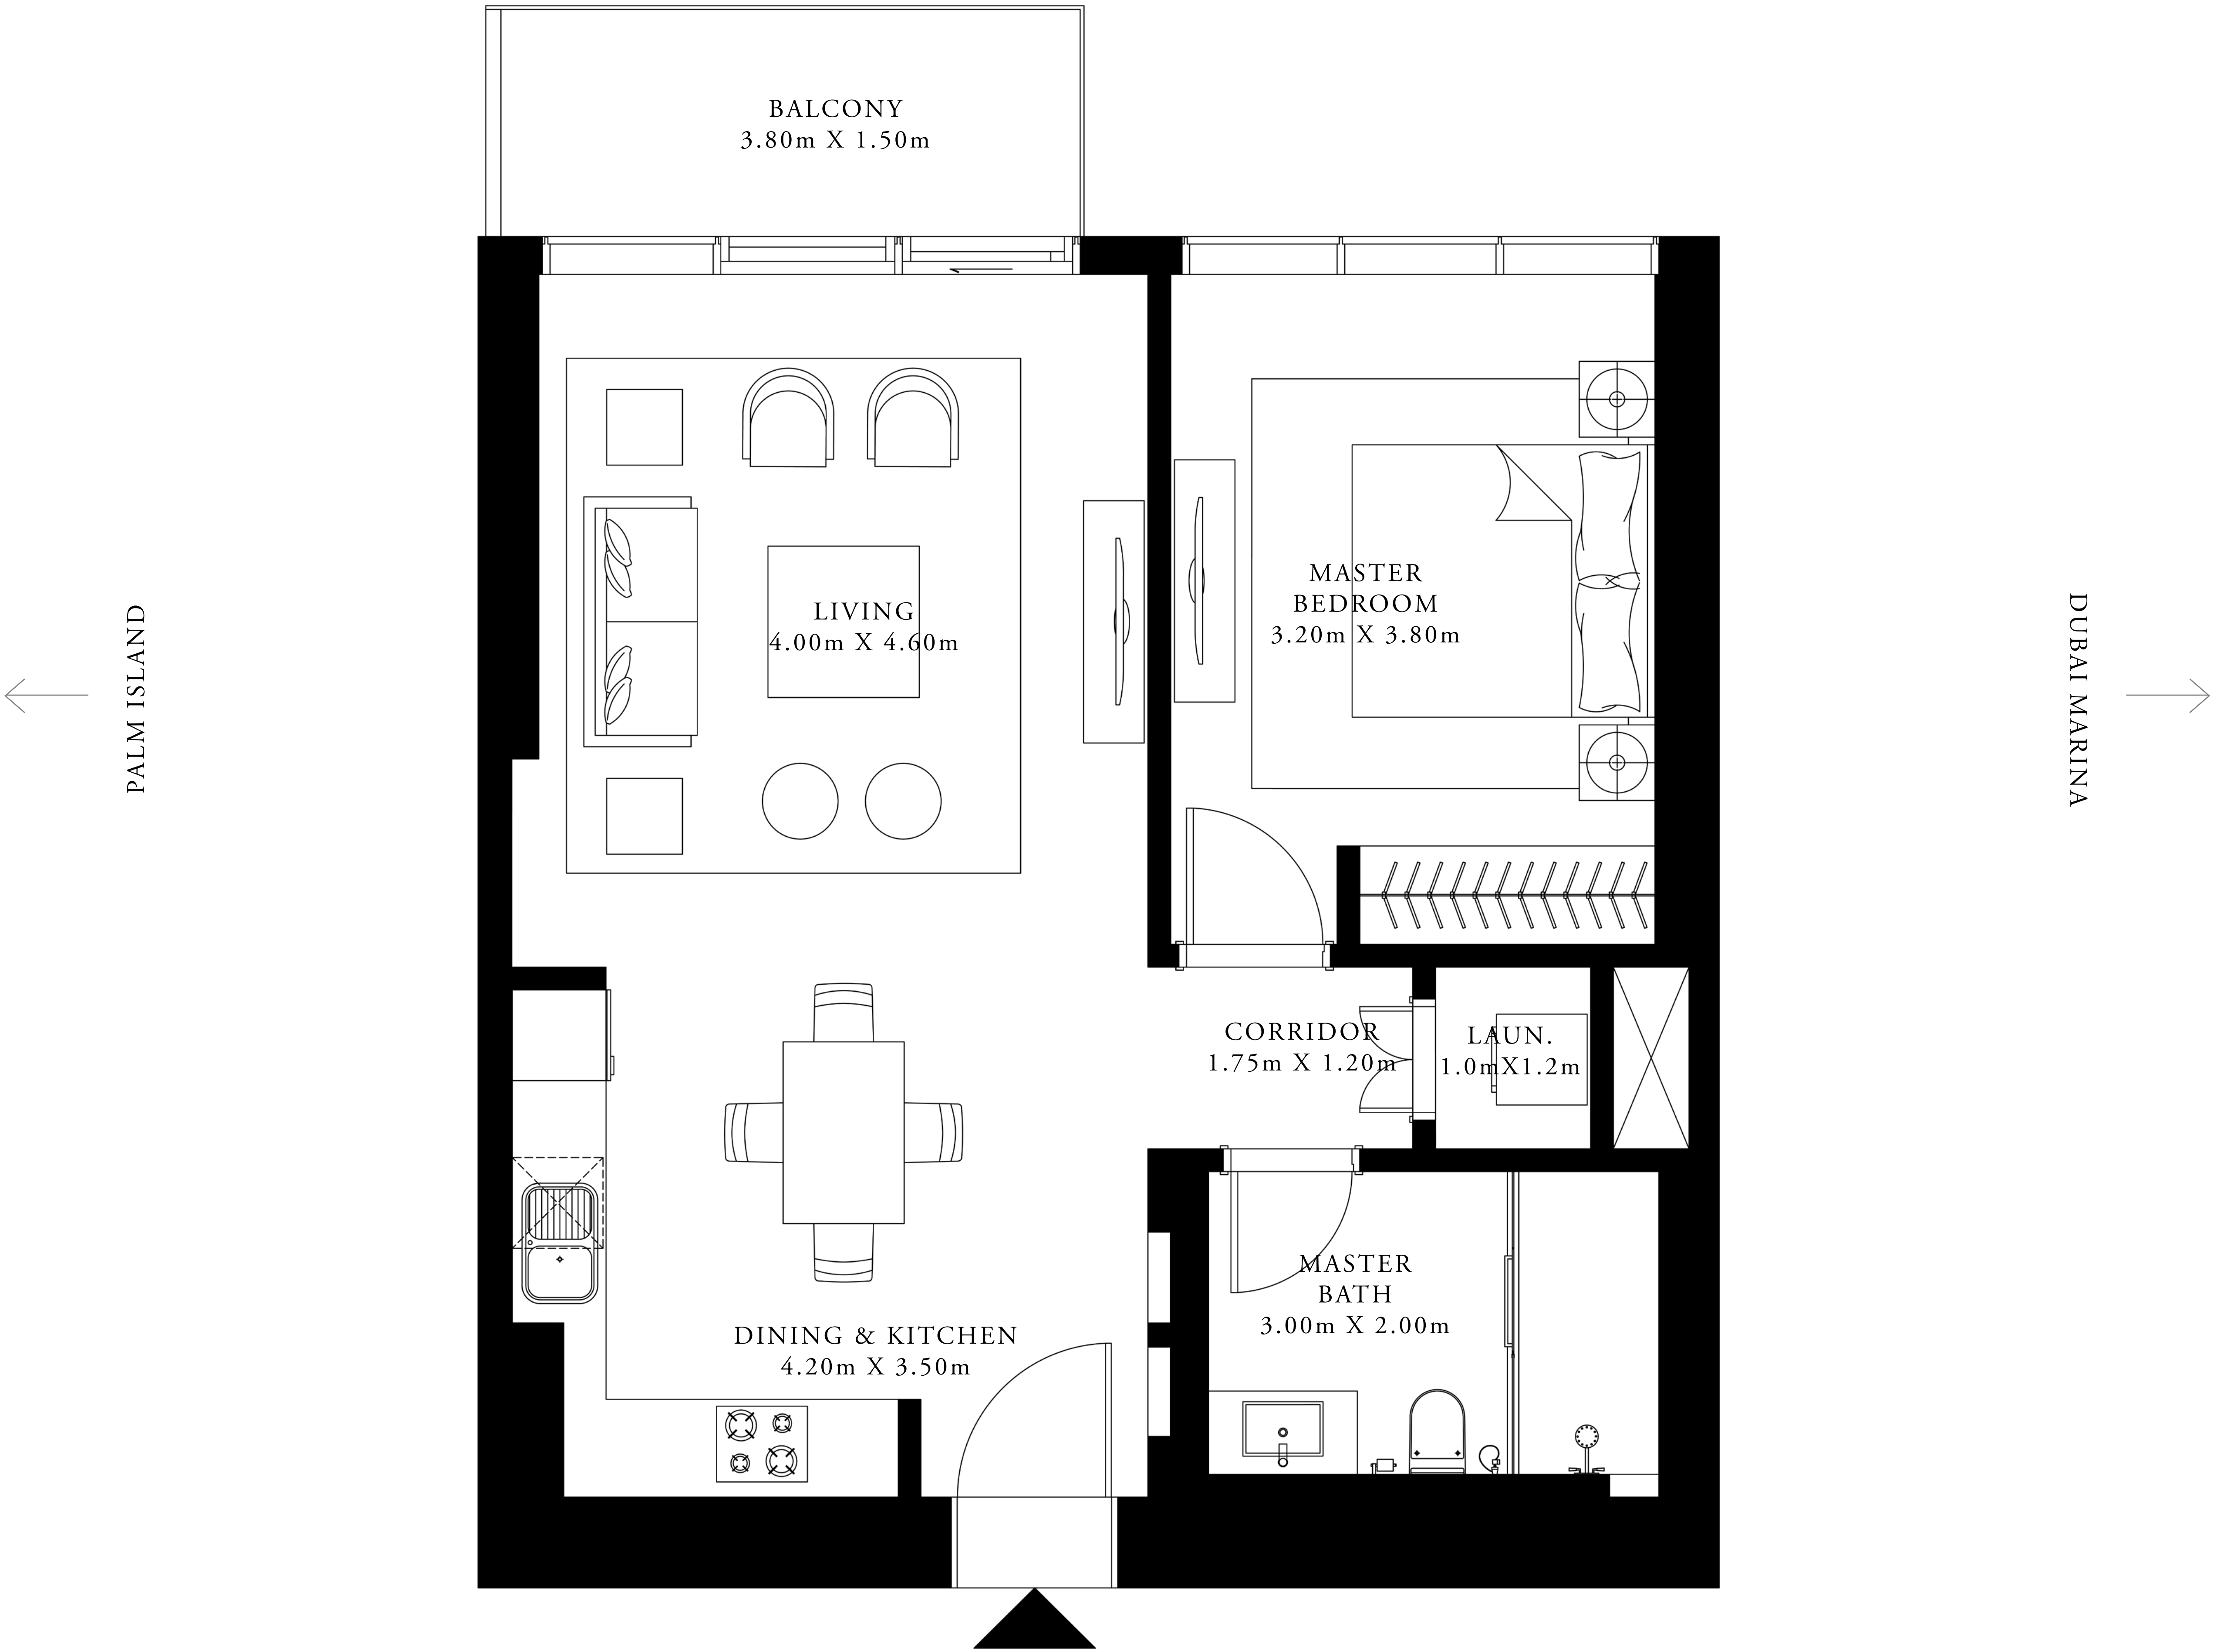 BALCONY
3.80m X 1.50m
LIVING
4.00m X 4.60m
MASTER
BEDROOM
3.20m X 3.80m
PALM ISLAND
DUBAI MARINA
CORRIDOR
1.75m X 1.20m
LAUN.
1.0mX1.2m
MASTER
BATH
3.00m X 2.00m
DINING & KITCHEN
4.20m X 3.50m